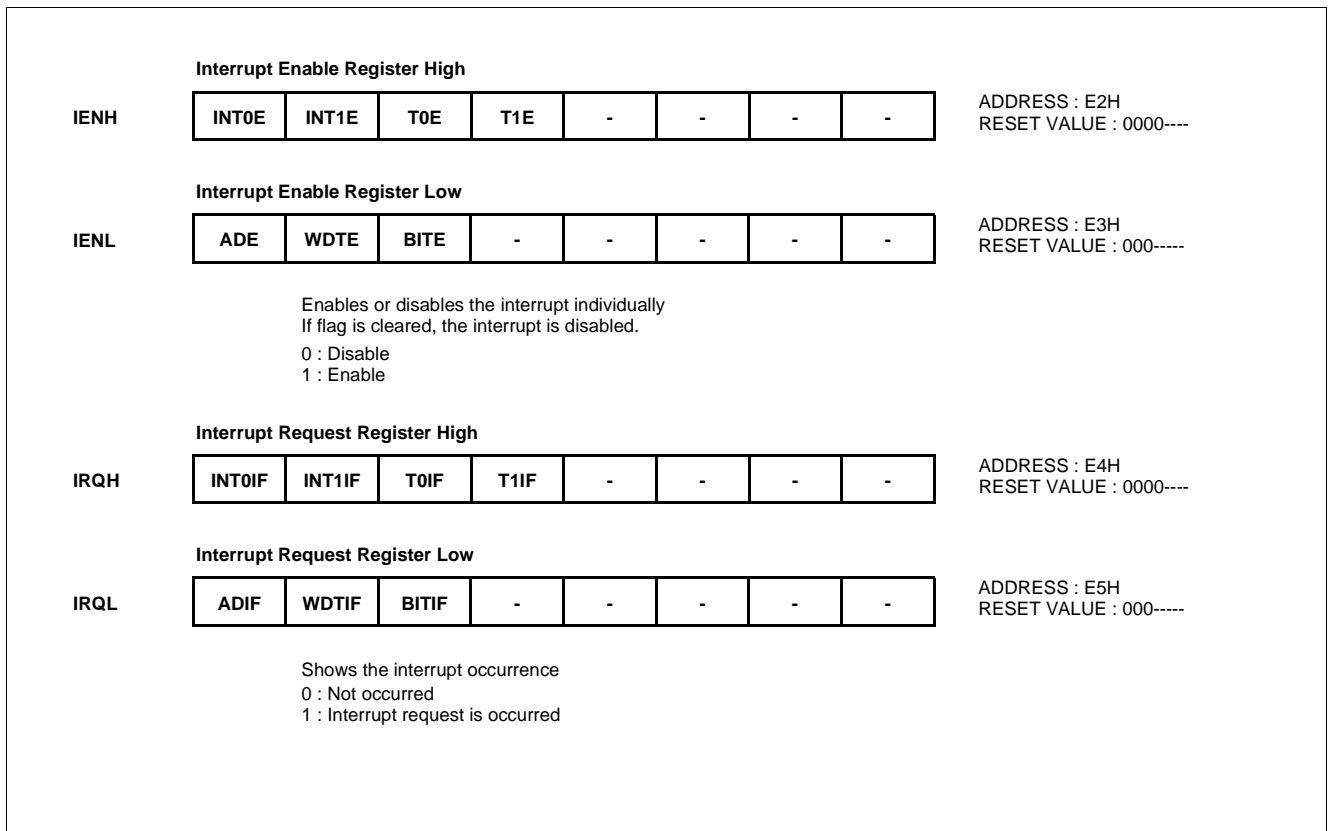 Interrupt Enable Register High
IENH INT0E INT1E T0E T1E - - - - ADDRESS : E2H
RESET VALUE : 0000----
Interrupt Enable Register Low
IENL ADE WDTE BITE - - - - - ADDRESS : E3H
RESET VALUE : 000-----
Enables or disables the interrupt individually
If flag is cleared, the interrupt is disabled.
0 : Disable
1 : Enable
Interrupt Request Register High
IRQH INT0IF INT1IF T0IF T1IF - - - - ADDRESS : E4H
RESET VALUE : 0000----
Interrupt Request Register Low
IRQL ADIF WDTIF BITIF - - - - - ADDRESS : E5H
RESET VALUE : 000-----
Shows the interrupt occurrence
0 : Not occurred
1 : Interrupt request is occurred